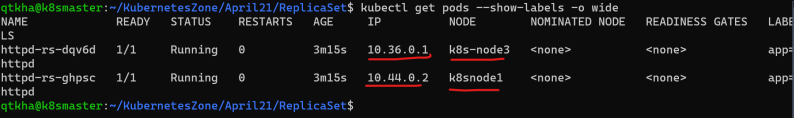 qtkha@k8smaster:~/KubernetesZone/April21/ReplicaSet$ kubectl get pods --show-labels -o wide
NAME READY STATUS RESTARTS AGE IP NODE NOMINATED NODE READINESS GATES LABE
LS
httpd-rs-dqv6d 1/1 Running 0 3m15s 10.36.0.1 k8s-node3 <none> <none> app=
httpd
httpd-rs-ghpsc 1/1 Running 0 3m15s 10.44.0.2 k8snode1 <none> <none> app=
httpd
qtkha@k8smaster:~/KubernetesZone/April21/ReplicaSet$